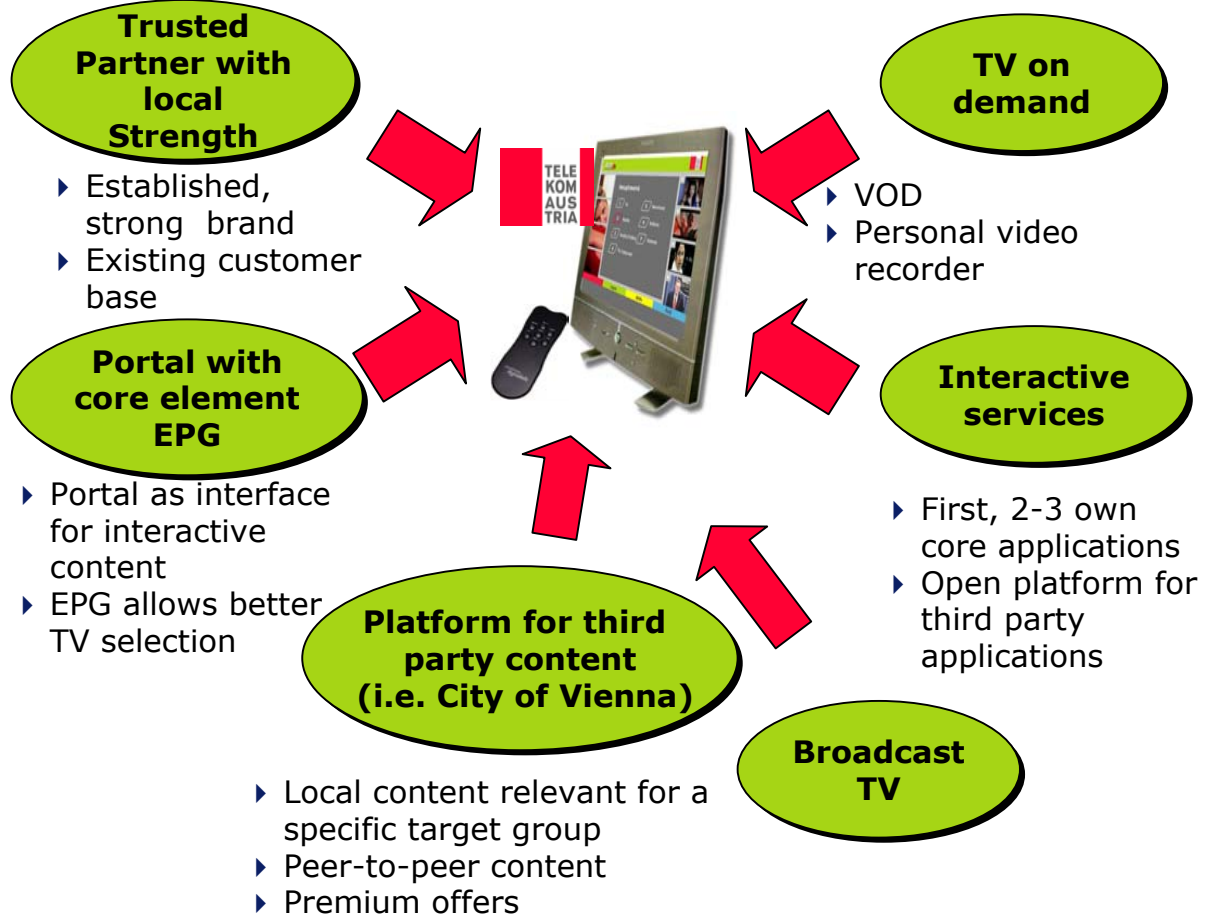 Trusted
Partner with
local
Strength
Established,
strong brand
Existing customer
base
Portal with
core element
EPG
Portal as interface
for interactive
content
EPG allows better
TV selection
TELE
KOM
AUS
TRIA
Platform for third
party content
(i.e. City of Vienna)
Local content relevant for a
specific target group
Peer-to-peer content
Premium offers
TV on
demand
VOD
Personal video
recorder
Interactive
services
First, 2-3 own
core applications
Open platform for
third party
applications
Broadcast
TV